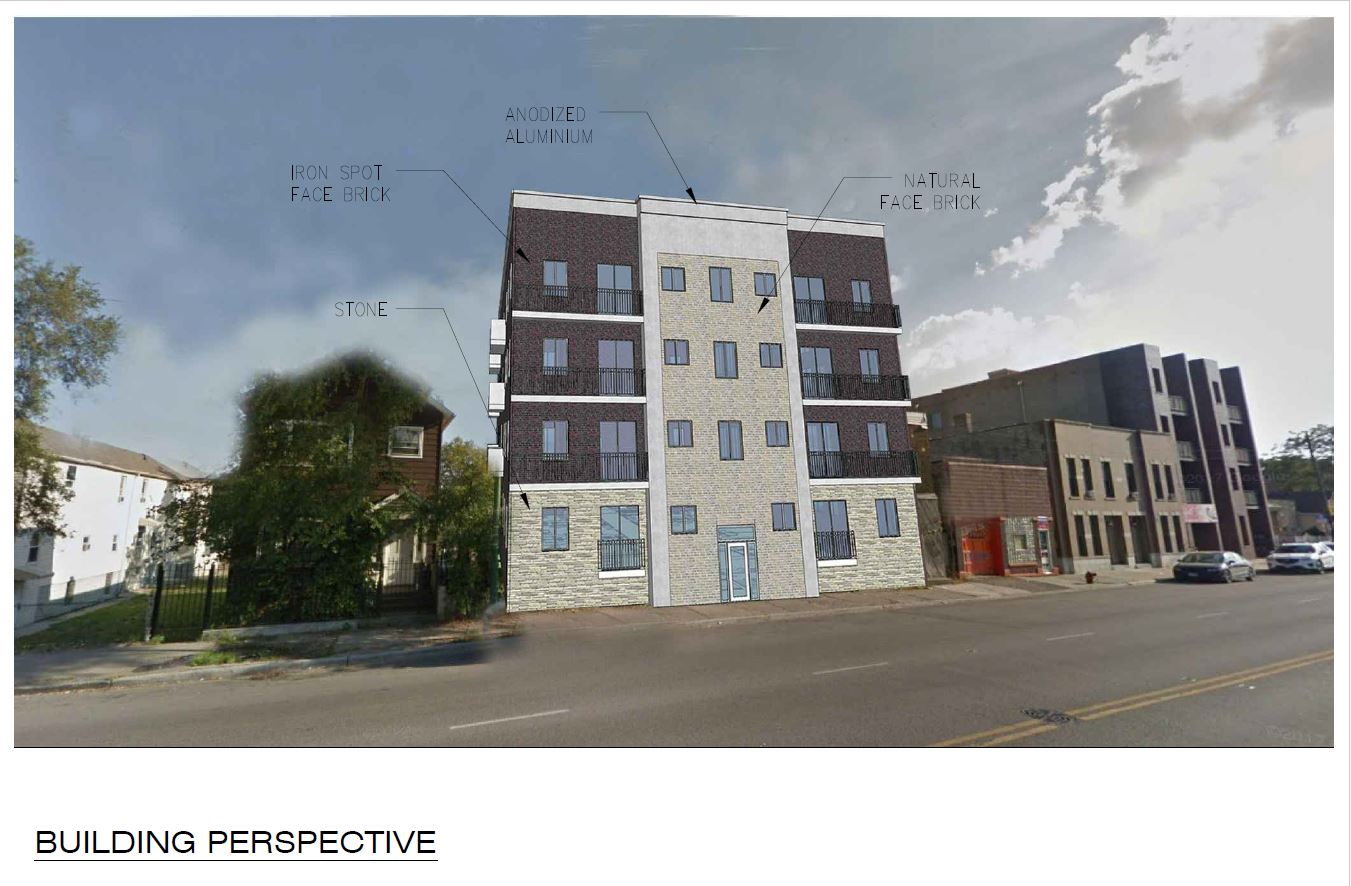 ANODIZED
ALUMINIUM
IRON SPOT
FACE BRICK
NATURAL
FACE BRICK
STONE
BUILDING PERSPECTIVE